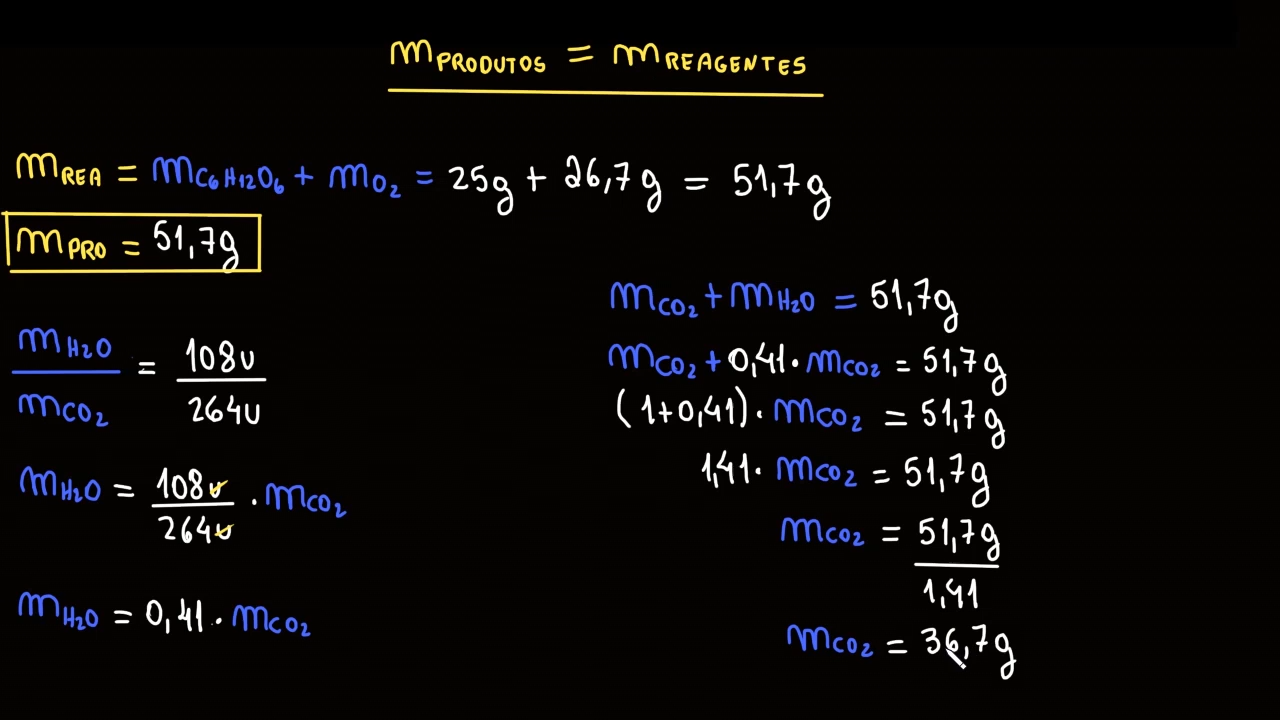 mPRODUTOS = mREAGENTES
mREA = mC6H12O6 + mO2 = 25g + 26,7g = 51,7g
mPRO = 51,7g
mH2O / mCO2 = 108u / 264u
mH2O = 108u / 264u · mCO2
mH2O = 0,41 · mCO2
mCO2 + mH2O = 51,7g
mCO2 + 0,41 · mCO2 = 51,7g
(1+0,41) · mCO2 = 51,7g
1,41 · mCO2 = 51,7g
mCO2 = 51,7g / 1,41
mCO2 = 36,7g